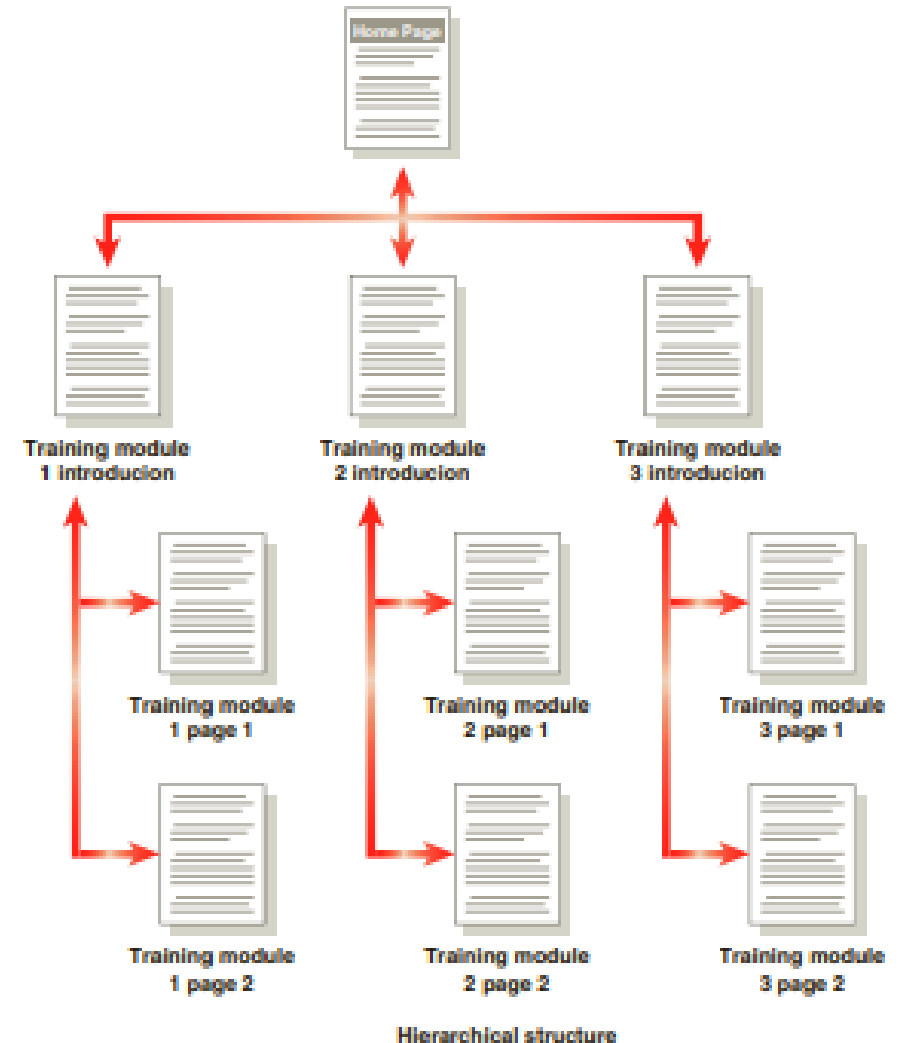 Home Page
Training module
1 introducion
Training module
2 introducion
Training module
3 introducion
Training module
1 page 1
Training module
2 page 1
Training module
3 page 1
Training module
1 page 2
Training module
2 page 2
Training module
3 page 2
Hierarchical structure